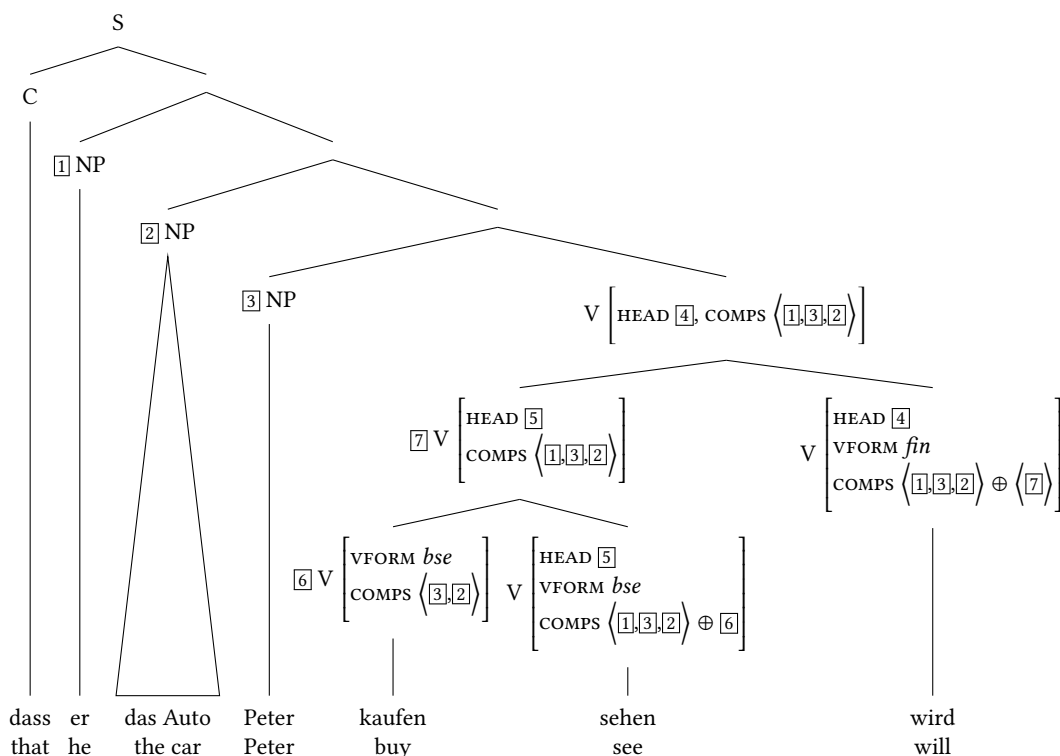 S
C
1 NP
2 NP
3 NP
V [HEAD 4, COMPS ⟨1,3,2⟩]
7 V [HEAD 5
COMPS ⟨1,3,2⟩]
V [HEAD 4
VFORM fin
COMPS ⟨1,3,2⟩ ⊕ ⟨7⟩]
6 V [VFORM bse
COMPS ⟨3,2⟩]
V [HEAD 5
VFORM bse
COMPS ⟨1,3,2⟩ ⊕ 6]
dass er das Auto Peter kaufen sehen wird
that he the car Peter buy see will